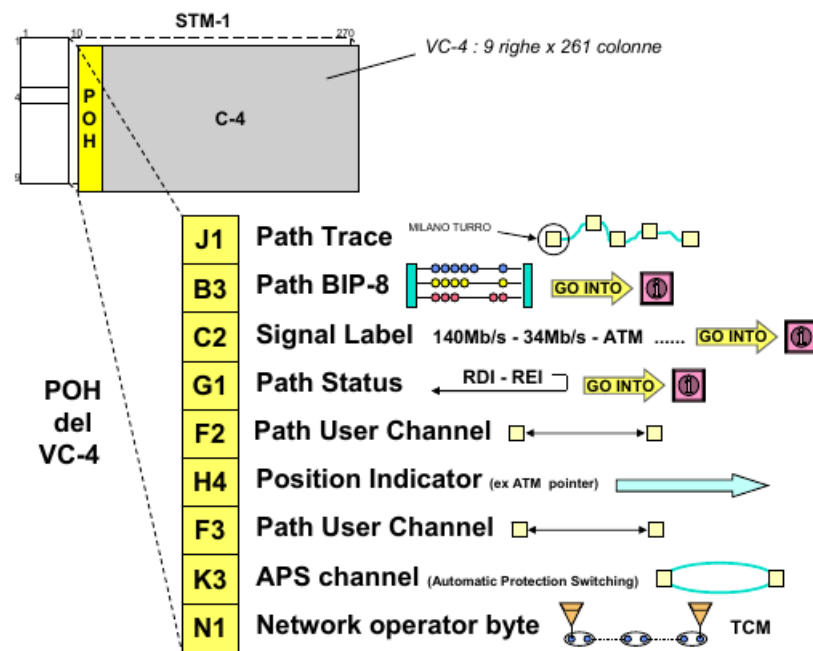 STM-1
1
10
270
1
4
9
VC-4 : 9 righe x 261 colonne
P
O
H
C-4
POH
del
VC-4
J1 Path Trace MILANO TURRO
B3 Path BIP-8 GO INTO i
C2 Signal Label 140Mb/s - 34Mb/s - ATM ...... GO INTO i
G1 Path Status RDI - REI GO INTO i
F2 Path User Channel
H4 Position Indicator (ex ATM pointer)
F3 Path User Channel
K3 APS channel (Automatic Protection Switching)
N1 Network operator byte TCM